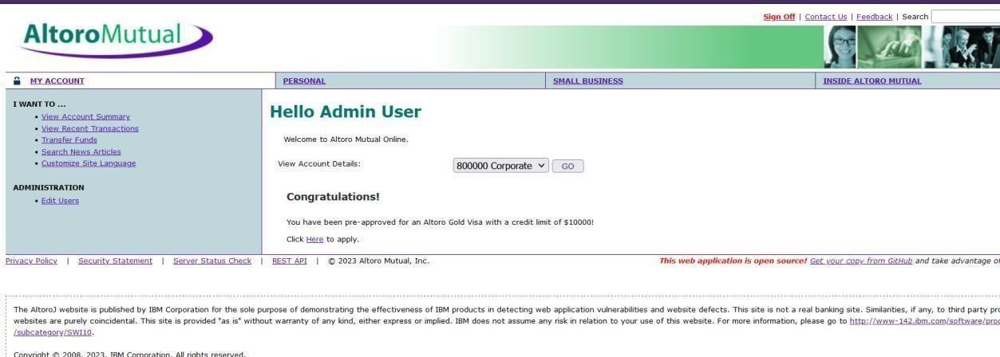 Sign Off | Contact Us | Feedback | Search
AltoroMutual
MY ACCOUNT
PERSONAL
SMALL BUSINESS
INSIDE ALTORO MUTUAL
I WANT TO ...
• View Account Summary
• View Recent Transactions
• Transfer Funds
• Search News Articles
• Customize Site Language
ADMINISTRATION
• Edit Users
Hello Admin User
Welcome to Altoro Mutual Online.
View Account Details:
800000 Corporate
GO
Congratulations!
You have been pre-approved for an Altoro Gold Visa with a credit limit of $10000!
Click Here to apply.
Privacy Policy | Security Statement | Server Status Check | REST API | © 2023 Altoro Mutual, Inc.
This web application is open source! Get your copy from GitHub and take advantage of
The AltoroJ website is published by IBM Corporation for the sole purpose of demonstrating the effectiveness of IBM products in detecting web application vulnerabilities and website defects. This site is not a real banking site. Similarities, if any, to third party pro
websites are purely coincidental. This site is provided "as is" without warranty of any kind, either express or implied. IBM does not assume any risk in relation to your use of this website. For more information, please go to http://www-142.ibm.com/software/proc
/subcategory/SWI10.
Copyright © 2008, 2023, IBM Corporation, All rights reserved.